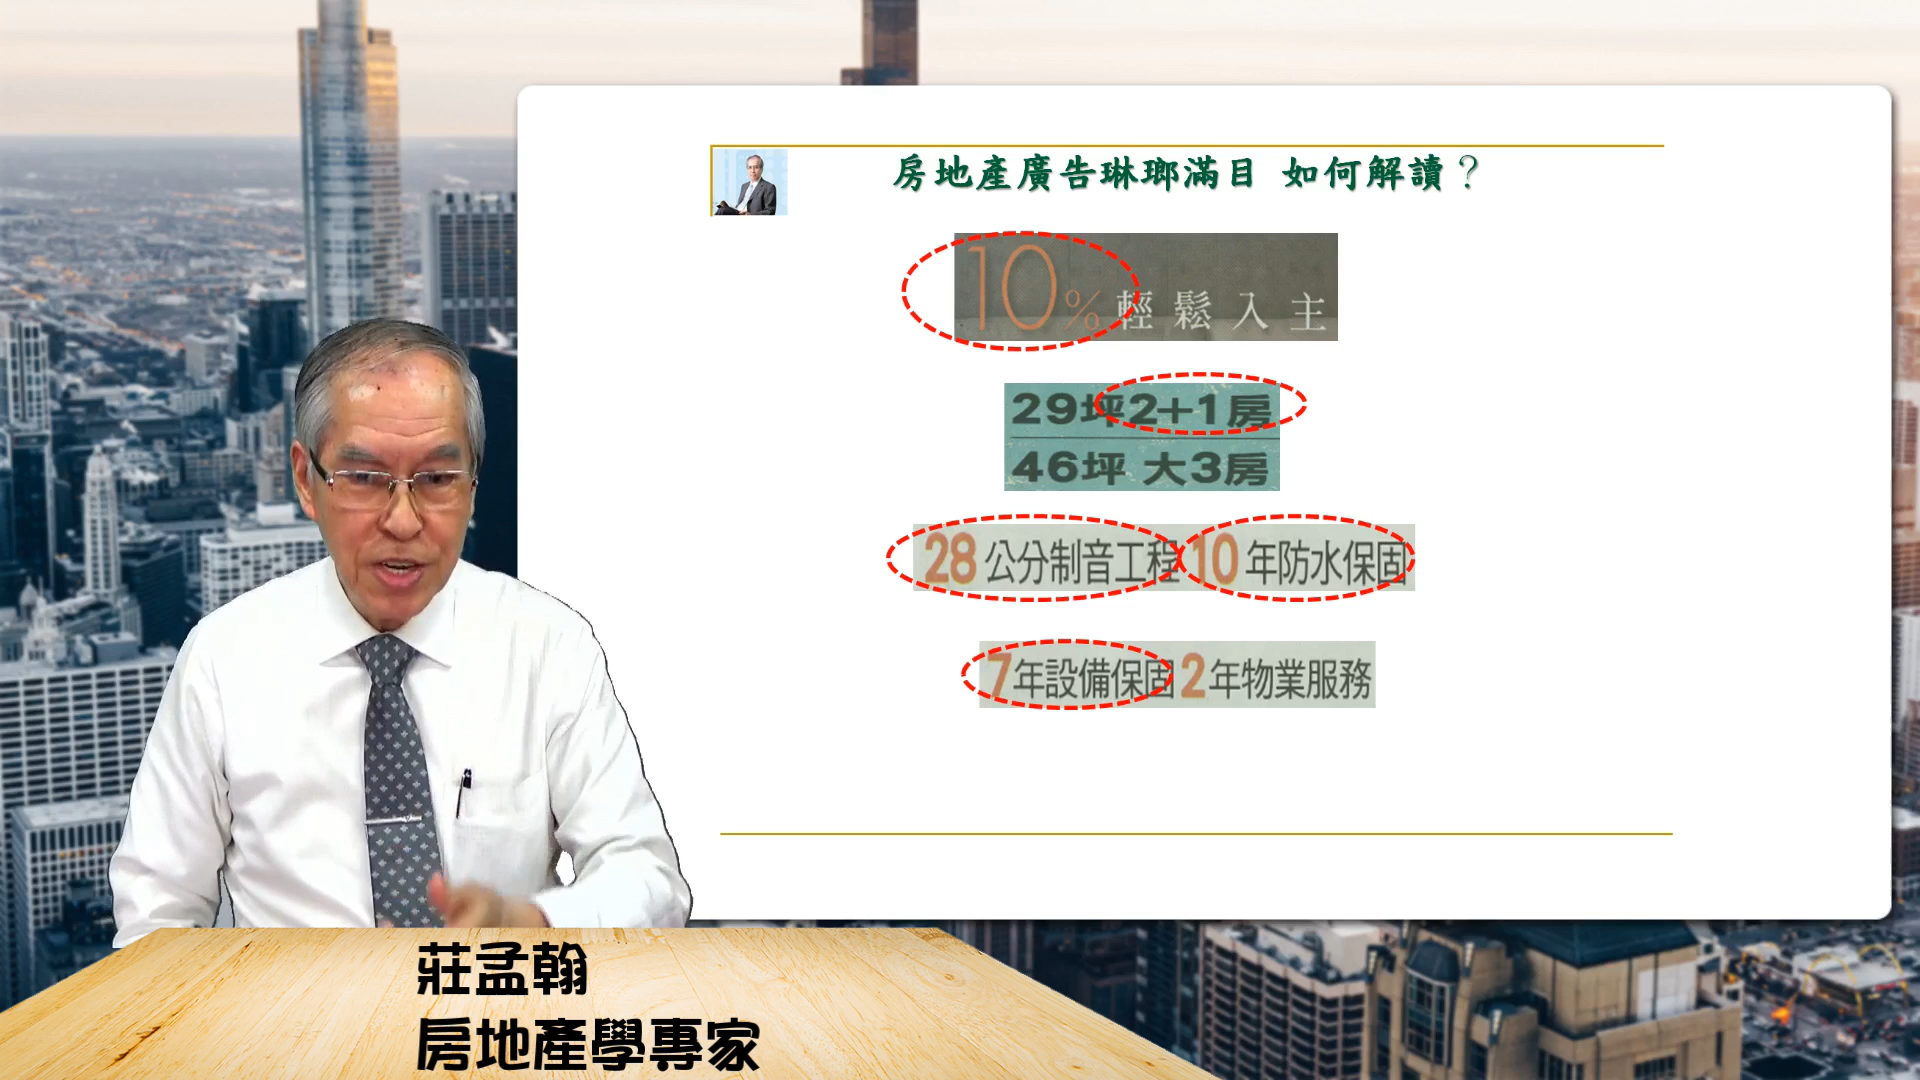 房地產廣告琳瑯滿目 如何解讀？
10% 輕鬆入主
29坪2+1房
46坪 大3房
28公分制音工程 10年防水保固
7年設備保固 2年物業服務
莊孟翰
房地產學專家